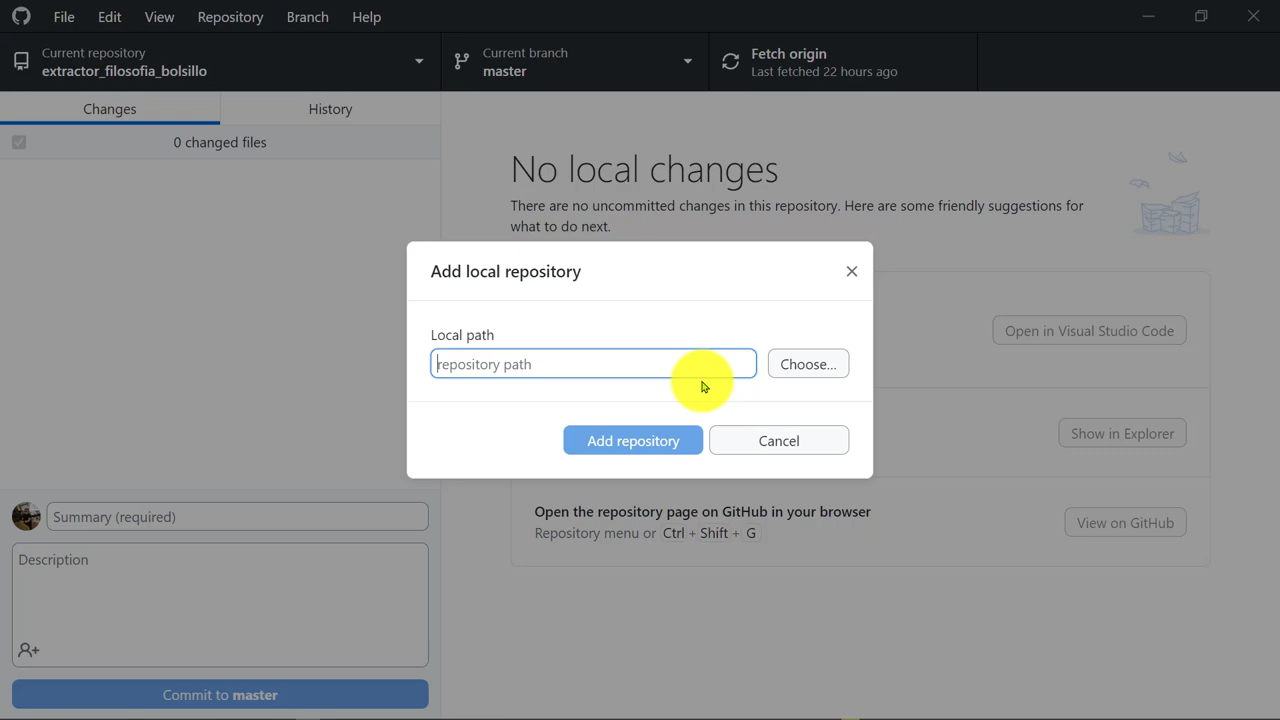 File Edit View Repository Branch Help
Current repository
extractor_filosofia_bolsillo
Current branch
master
Fetch origin
Last fetched 22 hours ago
Changes History
0 changed files
No local changes
There are no uncommitted changes in this repository. Here are some friendly suggestions for
what to do next.
Add local repository
Local path
repository path Choose...
Add repository Cancel
Open in Visual Studio Code
Show in Explorer
Open the repository page on GitHub in your browser
Repository menu or Ctrl + Shift + G
View on GitHub
Summary (required)
Description
Commit to master